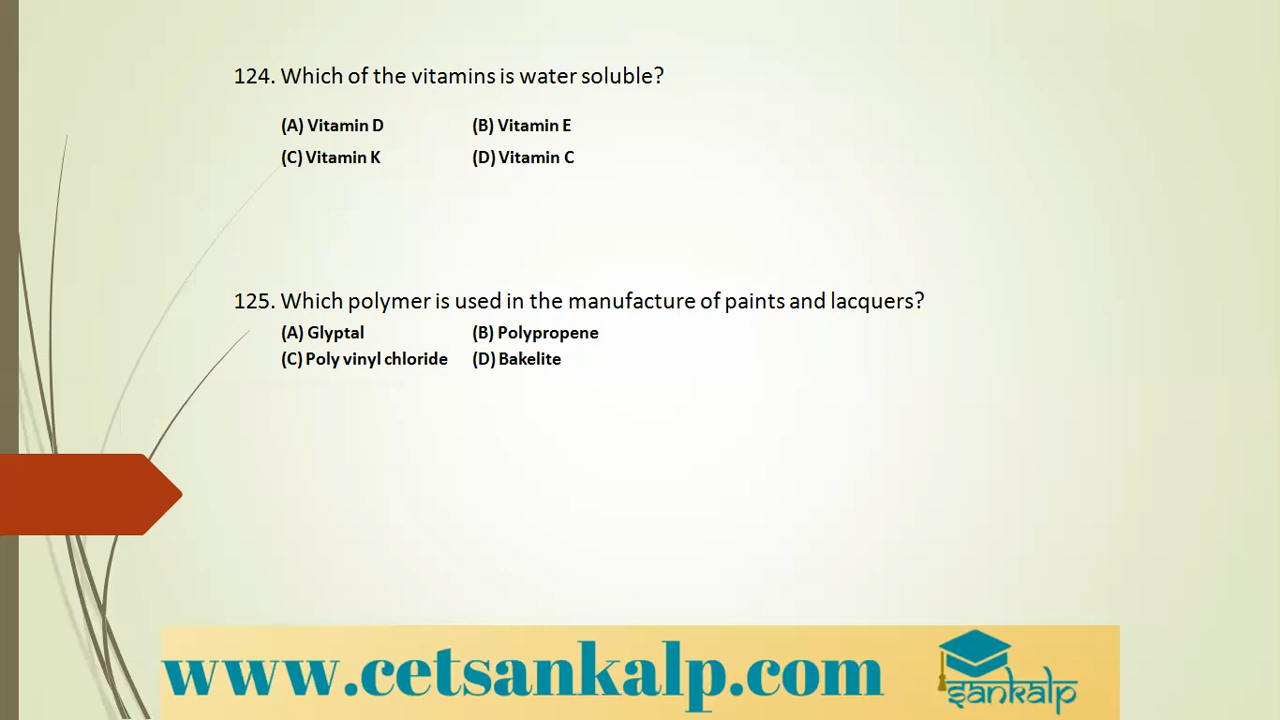 124. Which of the vitamins is water soluble?
(A) Vitamin D (B) Vitamin E
(C) Vitamin K (D) Vitamin C
125. Which polymer is used in the manufacture of paints and lacquers?
(A) Glyptal (B) Polypropene
(C) Poly vinyl chloride (D) Bakelite
www.cetsankalp.com
sankalp